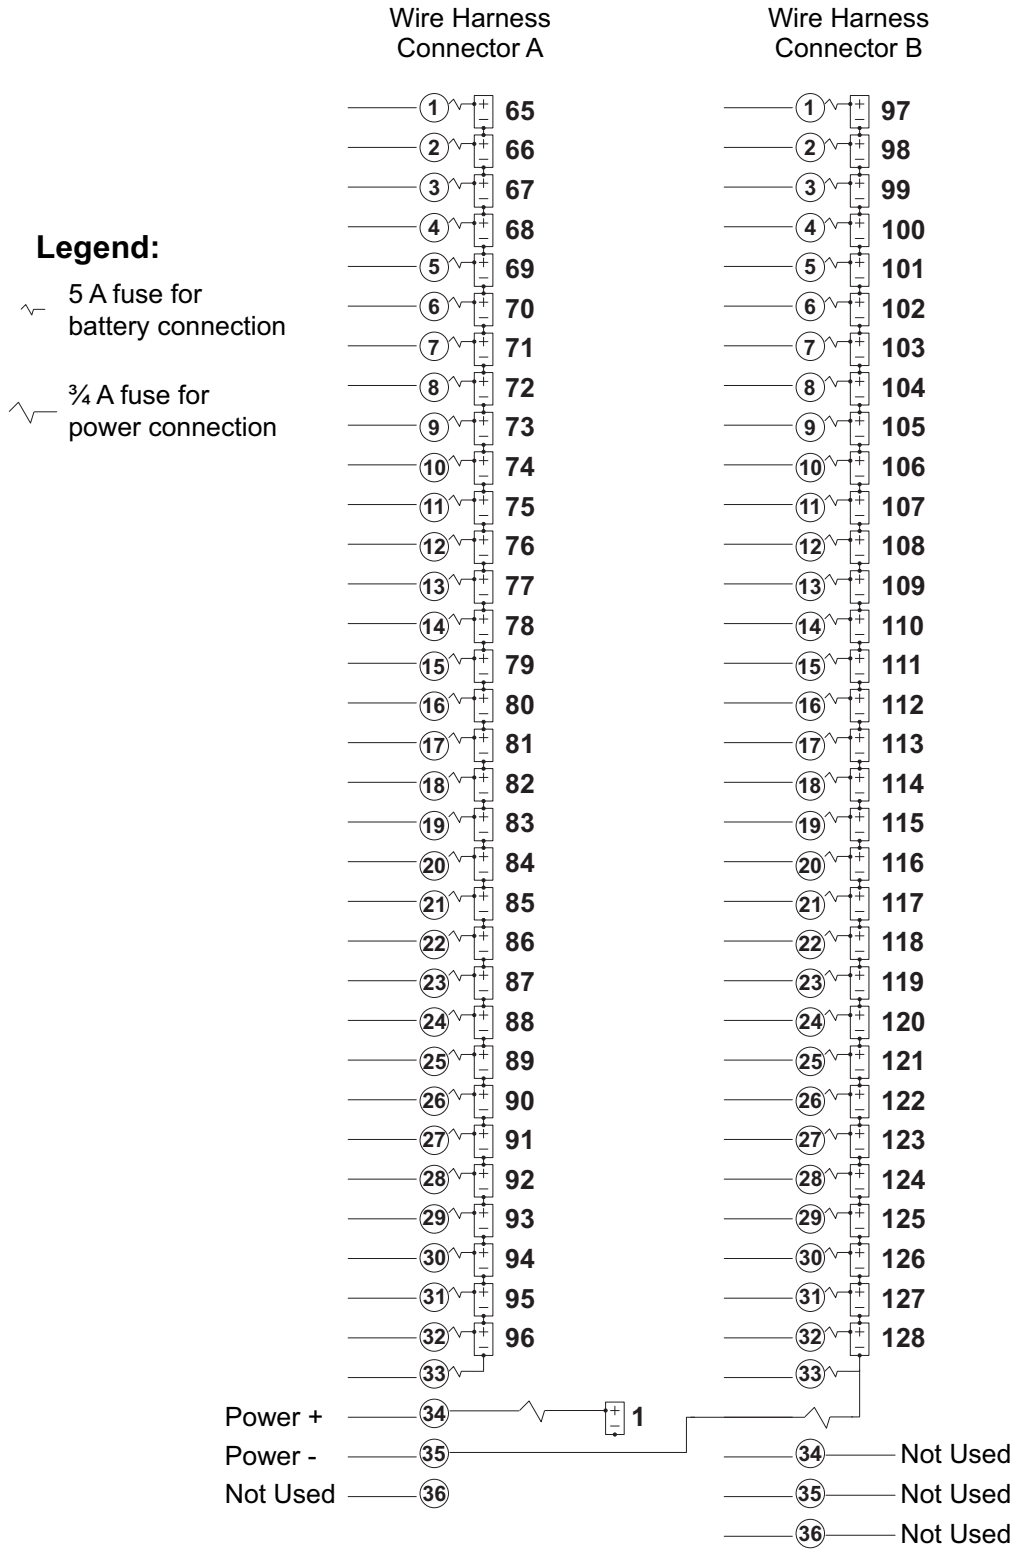 Wire Harness
Connector A
Wire Harness
Connector B
Legend:
5 A fuse for
battery connection
¾ A fuse for
power connection
1 + − 65
2 + − 66
3 + − 67
4 + − 68
5 + − 69
6 + − 70
7 + − 71
8 + − 72
9 + − 73
10 + − 74
11 + − 75
12 + − 76
13 + − 77
14 + − 78
15 + − 79
16 + − 80
17 + − 81
18 + − 82
19 + − 83
20 + − 84
21 + − 85
22 + − 86
23 + − 87
24 + − 88
25 + − 89
26 + − 90
27 + − 91
28 + − 92
29 + − 93
30 + − 94
31 + − 95
32 + − 96
33
Power + 34 + − 1
Power - 35
Not Used 36
1 + − 97
2 + − 98
3 + − 99
4 + − 100
5 + − 101
6 + − 102
7 + − 103
8 + − 104
9 + − 105
10 + − 106
11 + − 107
12 + − 108
13 + − 109
14 + − 110
15 + − 111
16 + − 112
17 + − 113
18 + − 114
19 + − 115
20 + − 116
21 + − 117
22 + − 118
23 + − 119
24 + − 120
25 + − 121
26 + − 122
27 + − 123
28 + − 124
29 + − 125
30 + − 126
31 + − 127
32 + − 128
33
34 Not Used
35 Not Used
36 Not Used